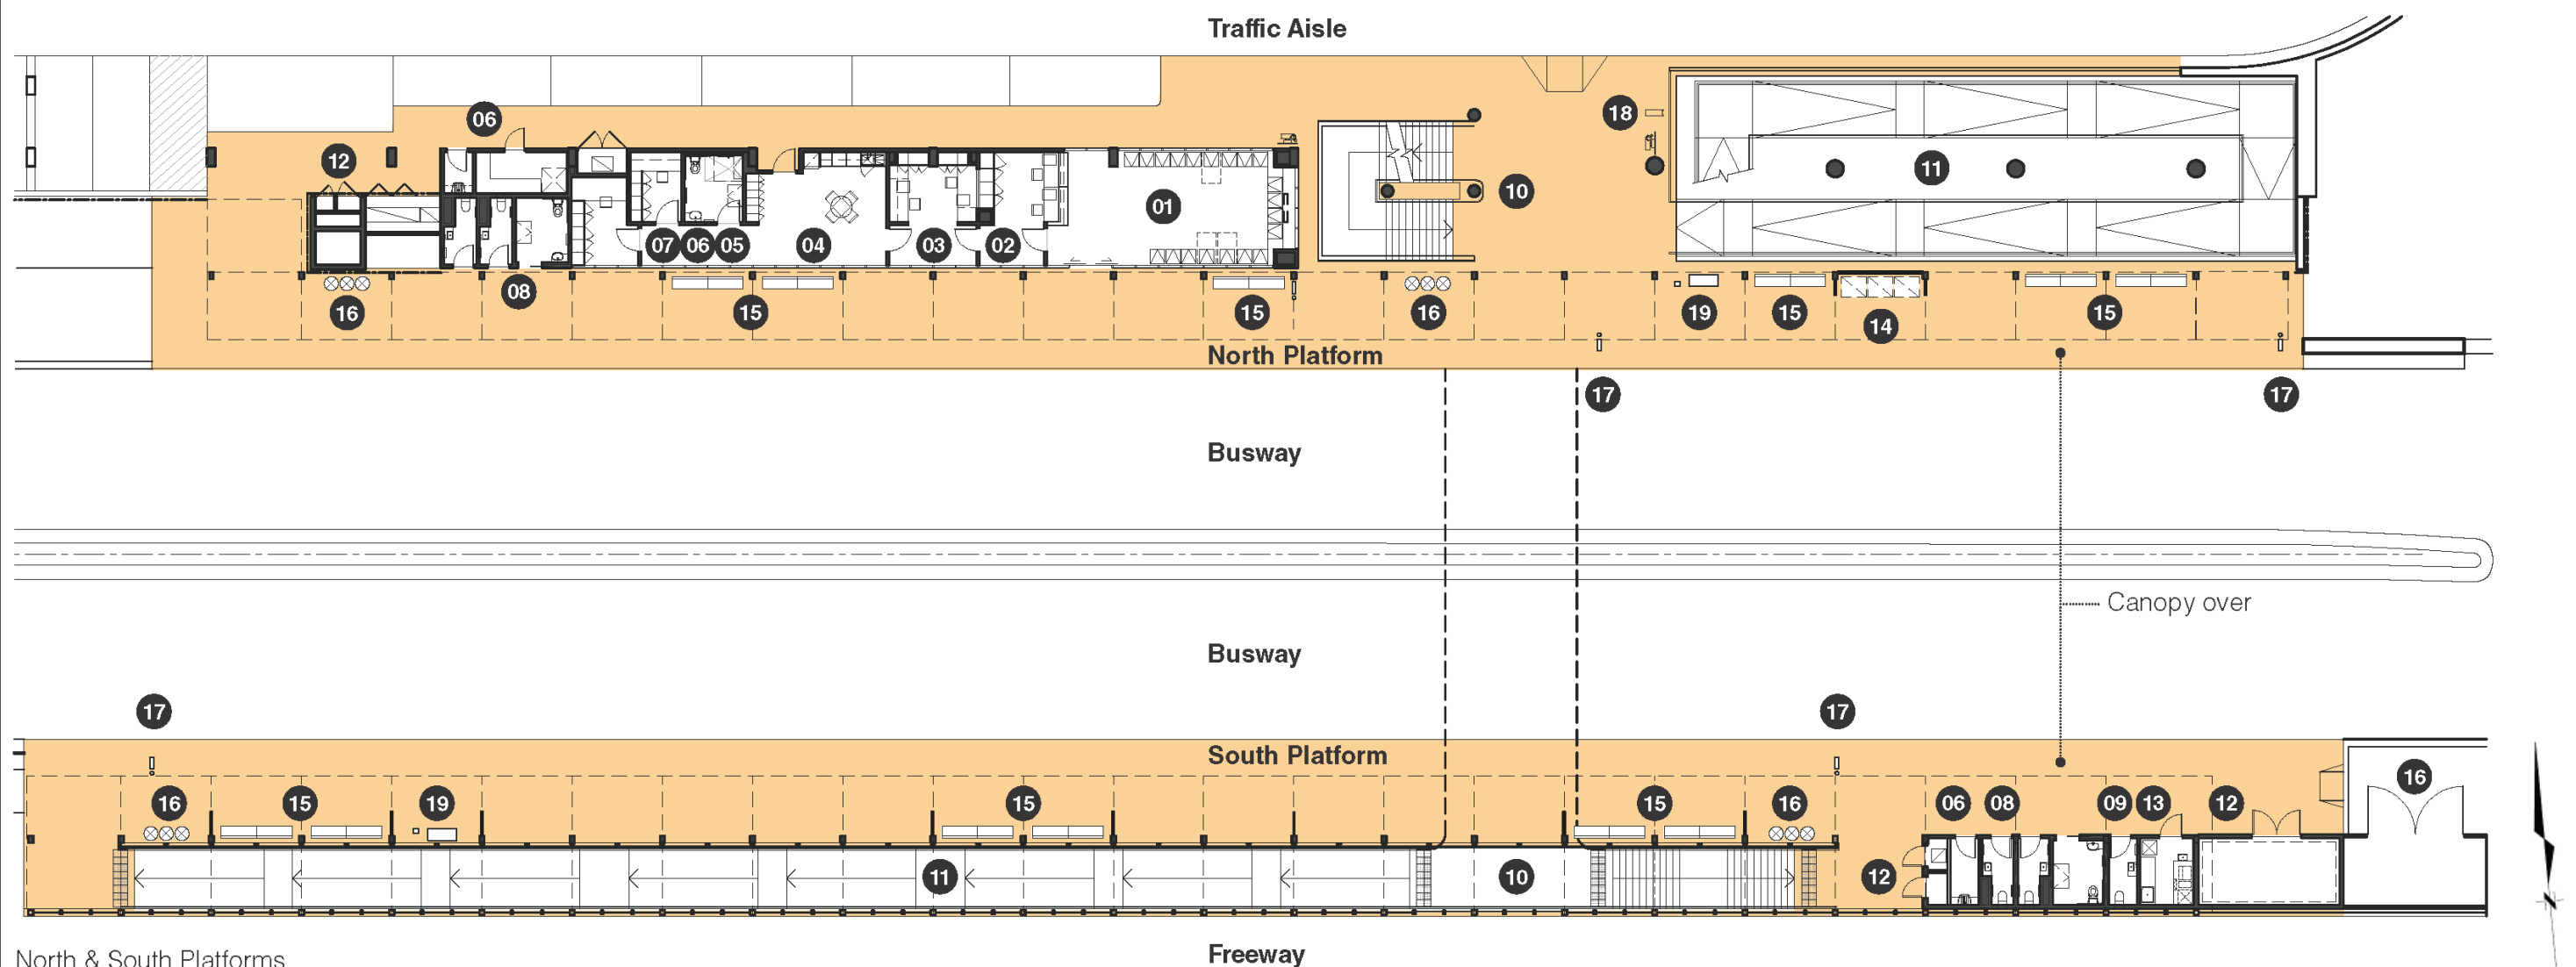 Traffic Aisle
06
18
12
11
10
01
07 06 05 04 03 02
08
16 15 15 16 19 15 14 15
North Platform
17 17
Busway
Canopy over
Busway
17 17
South Platform
16
16 15 19 15 15 16 06 08 09 13 12
11 10 12
Freeway
North & South Platforms